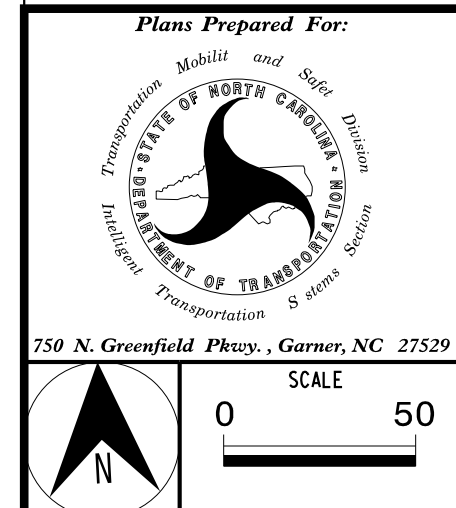 Plans Prepared For:
Transportation Mobilit and Safet Division
STATE OF NORTH CAROLINA
DEPARTMENT OF TRANSPORTATION
Intelligent Transportation S stems Section
750 N. Greenfield Pkwy. , Garner, NC 27529
N
SCALE
0 50